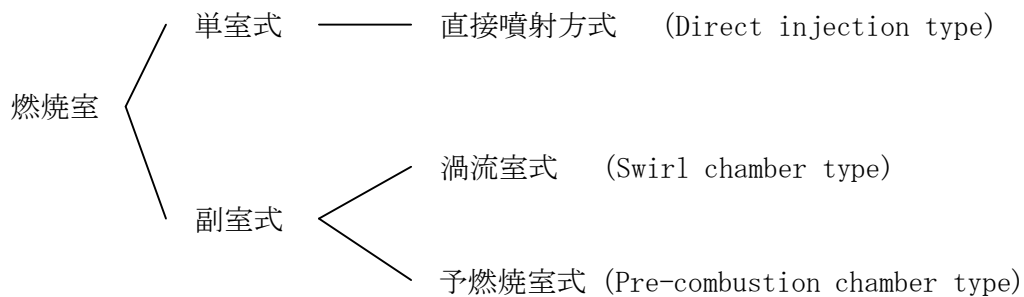 単室式 直接噴射方式 (Direct injection type)
燃焼室
渦流室式 (Swirl chamber type)
副室式
予燃焼室式 (Pre-combustion chamber type)